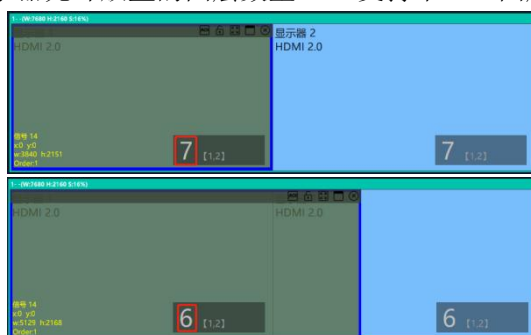 1- -(W:7680 H:2160 S:16%)
显示器 2
HDMI 2.0
HDMI 2.0
信号 14
x:0 y:0
w:3840 h:2151
Order:1
7 【1,2】
7 【1,2】
1- -(W:7680 H:2160 S:16%)
HDMI 2.0
HDMI 2.0
信号 14
x:0 y:0
w:5129 h:2168
Order:1
6 【1,2】
6 【1,2】